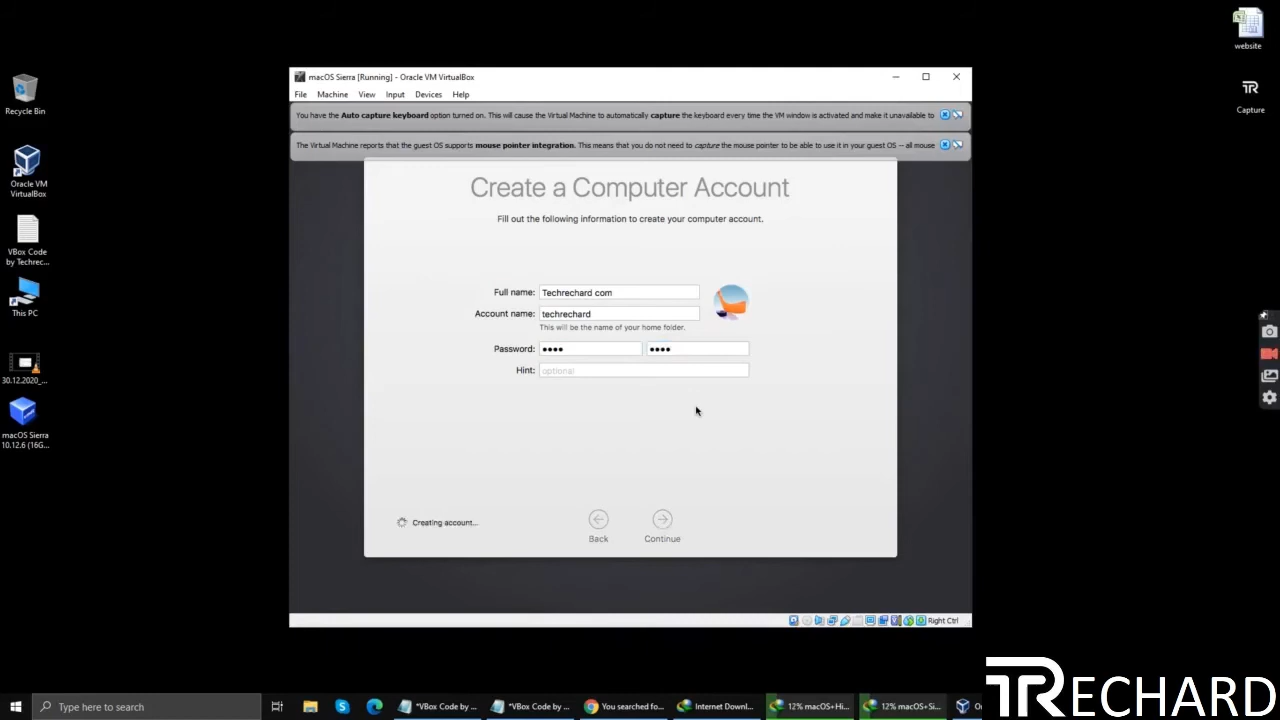 website
Capture
Recycle Bin
Oracle VM
VirtualBox
VBox Code
by Techrec...
This PC
30.12.2020_...
macOS Sierra
10.12.6 (16G...
macOS Sierra [Running] - Oracle VM VirtualBox
File Machine View Input Devices Help
You have the Auto capture keyboard option turned on. This will cause the Virtual Machine to automatically capture the keyboard every time the VM window is activated and make it unavailable to
The Virtual Machine reports that the guest OS supports mouse pointer integration. This means that you do not need to capture the mouse pointer to be able to use it in your guest OS -- all mouse
Create a Computer Account
Fill out the following information to create your computer account.
Full name: Techrechard com
Account name: techrechard
This will be the name of your home folder.
Password: •••• ••••
Hint: optional
Creating account...
Back Continue
Right Ctrl
Type here to search
*VBox Code by ...
*VBox Code by ...
You searched fo...
Internet Downl...
12% macOS+Hi...
12% macOS+Si...
TRECHARD